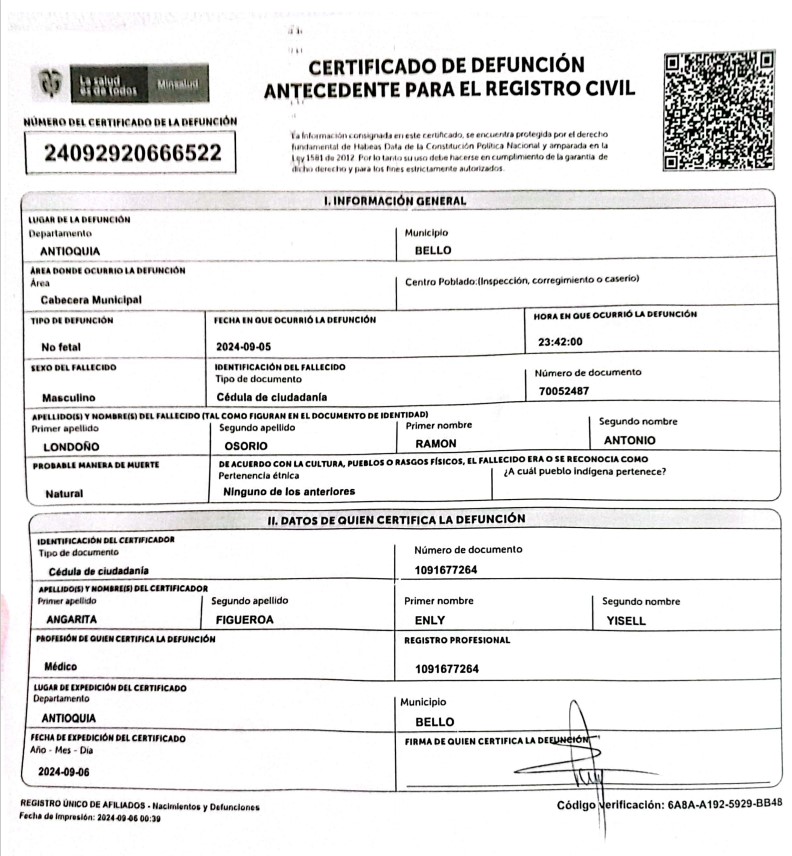 CERTIFICADO DE DEFUNCIÓN
ANTECEDENTE PARA EL REGISTRO CIVIL
La salud
es de todos
Minsalud
NÚMERO DEL CERTIFICADO DE LA DEFUNCIÓN
24092920666522
La Información consignada en este certificado, se encuentra protegida por el derecho
fundamental de Habeas Data de la Constitución Política Nacional y amparada en la
Ley 1581 de 2012. Por lo tanto su uso debe hacerse en cumplimiento de la garantía de
dicho derecho y para los fines estrictamente autorizados.
I. INFORMACIÓN GENERAL
LUGAR DE LA DEFUNCIÓN
Departamento Municipio
ANTIOQUIA BELLO
ÁREA DONDE OCURRIO LA DEFUNCIÓN
Área Centro Poblado:(Inspección, corregimiento o caserio)
Cabecera Municipal
TIPO DE DEFUNCIÓN FECHA EN QUE OCURRIÓ LA DEFUNCIÓN HORA EN QUE OCURRIÓ LA DEFUNCIÓN
No fetal 2024-09-05 23:42:00
SEXO DEL FALLECIDO IDENTIFICACIÓN DEL FALLECIDO
Tipo de documento Número de documento
Masculino Cédula de ciudadanía 70052487
APELLIDO(S) Y NOMBRE(S) DEL FALLECIDO (TAL COMO FIGURAN EN EL DOCUMENTO DE IDENTIDAD)
Primer apellido Segundo apellido Primer nombre Segundo nombre
LONDOÑO OSORIO RAMON ANTONIO
PROBABLE MANERA DE MUERTE DE ACUERDO CON LA CULTURA, PUEBLOS O RASGOS FÍSICOS, EL FALLECIDO ERA O SE RECONOCIA COMO
Pertenencia étnica ¿A cuál pueblo indígena pertenece?
Natural Ninguno de los anteriores
II. DATOS DE QUIEN CERTIFICA LA DEFUNCIÓN
IDENTIFICACIÓN DEL CERTIFICADOR
Tipo de documento Número de documento
Cédula de ciudadanía 1091677264
APELLIDO(S) Y NOMBRE(S) DEL CERTIFICADOR
Primer apellido Segundo apellido Primer nombre Segundo nombre
ANGARITA FIGUEROA ENLY YISELL
PROFESIÓN DE QUIEN CERTIFICA LA DEFUNCIÓN REGISTRO PROFESIONAL
Médico 1091677264
LUGAR DE EXPEDICIÓN DEL CERTIFICADO
Departamento Municipio
ANTIOQUIA BELLO
FECHA DE EXPEDICIÓN DEL CERTIFICADO FIRMA DE QUIEN CERTIFICA LA DEFUNCIÓN
Año - Mes - Dia
2024-09-06
REGISTRO ÚNICO DE AFILIADOS - Nacimientos y Defunciones
Fecha de Impresión: 2024-09-06 00:39
Código verificación: 6A8A-A192-5929-BB48